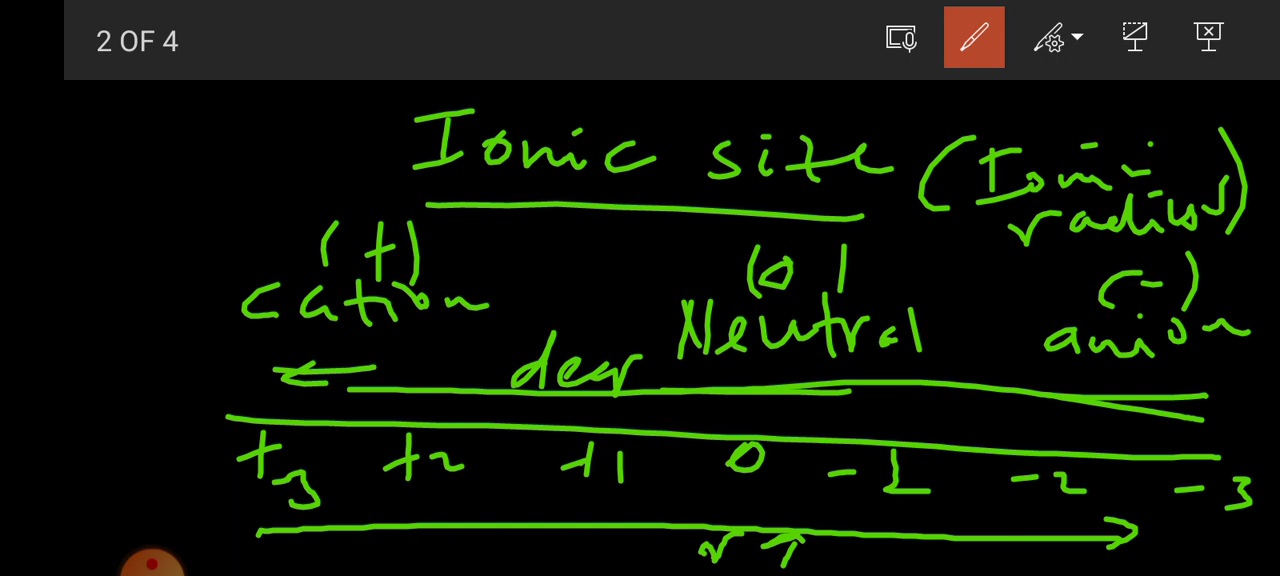 2 OF 4
Ionic size (Ionic radius)
(+) (0) (-)
cation Neutral anion
← decr
+3 +2 +1 0 -1 -2 -3
r ↑